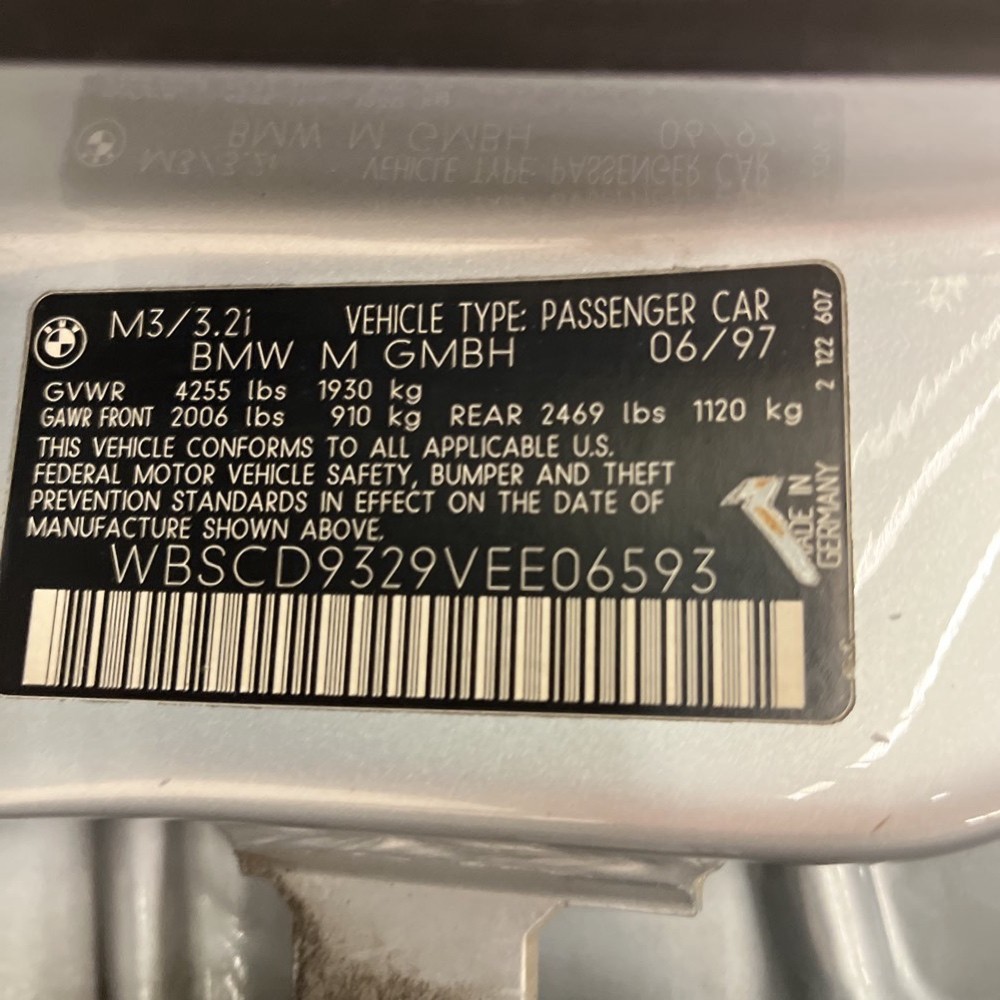 M3/3.2i VEHICLE TYPE: PASSENGER CAR
BMW M GMBH 06/97
GVWR 4255 lbs 1930 kg
GAWR FRONT 2006 lbs 910 kg REAR 2469 lbs 1120 kg
THIS VEHICLE CONFORMS TO ALL APPLICABLE U.S.
FEDERAL MOTOR VEHICLE SAFETY, BUMPER AND THEFT
PREVENTION STANDARDS IN EFFECT ON THE DATE OF
MANUFACTURE SHOWN ABOVE.
WBSCD9329VEE06593
2 122 607
MADE IN
GERMANY